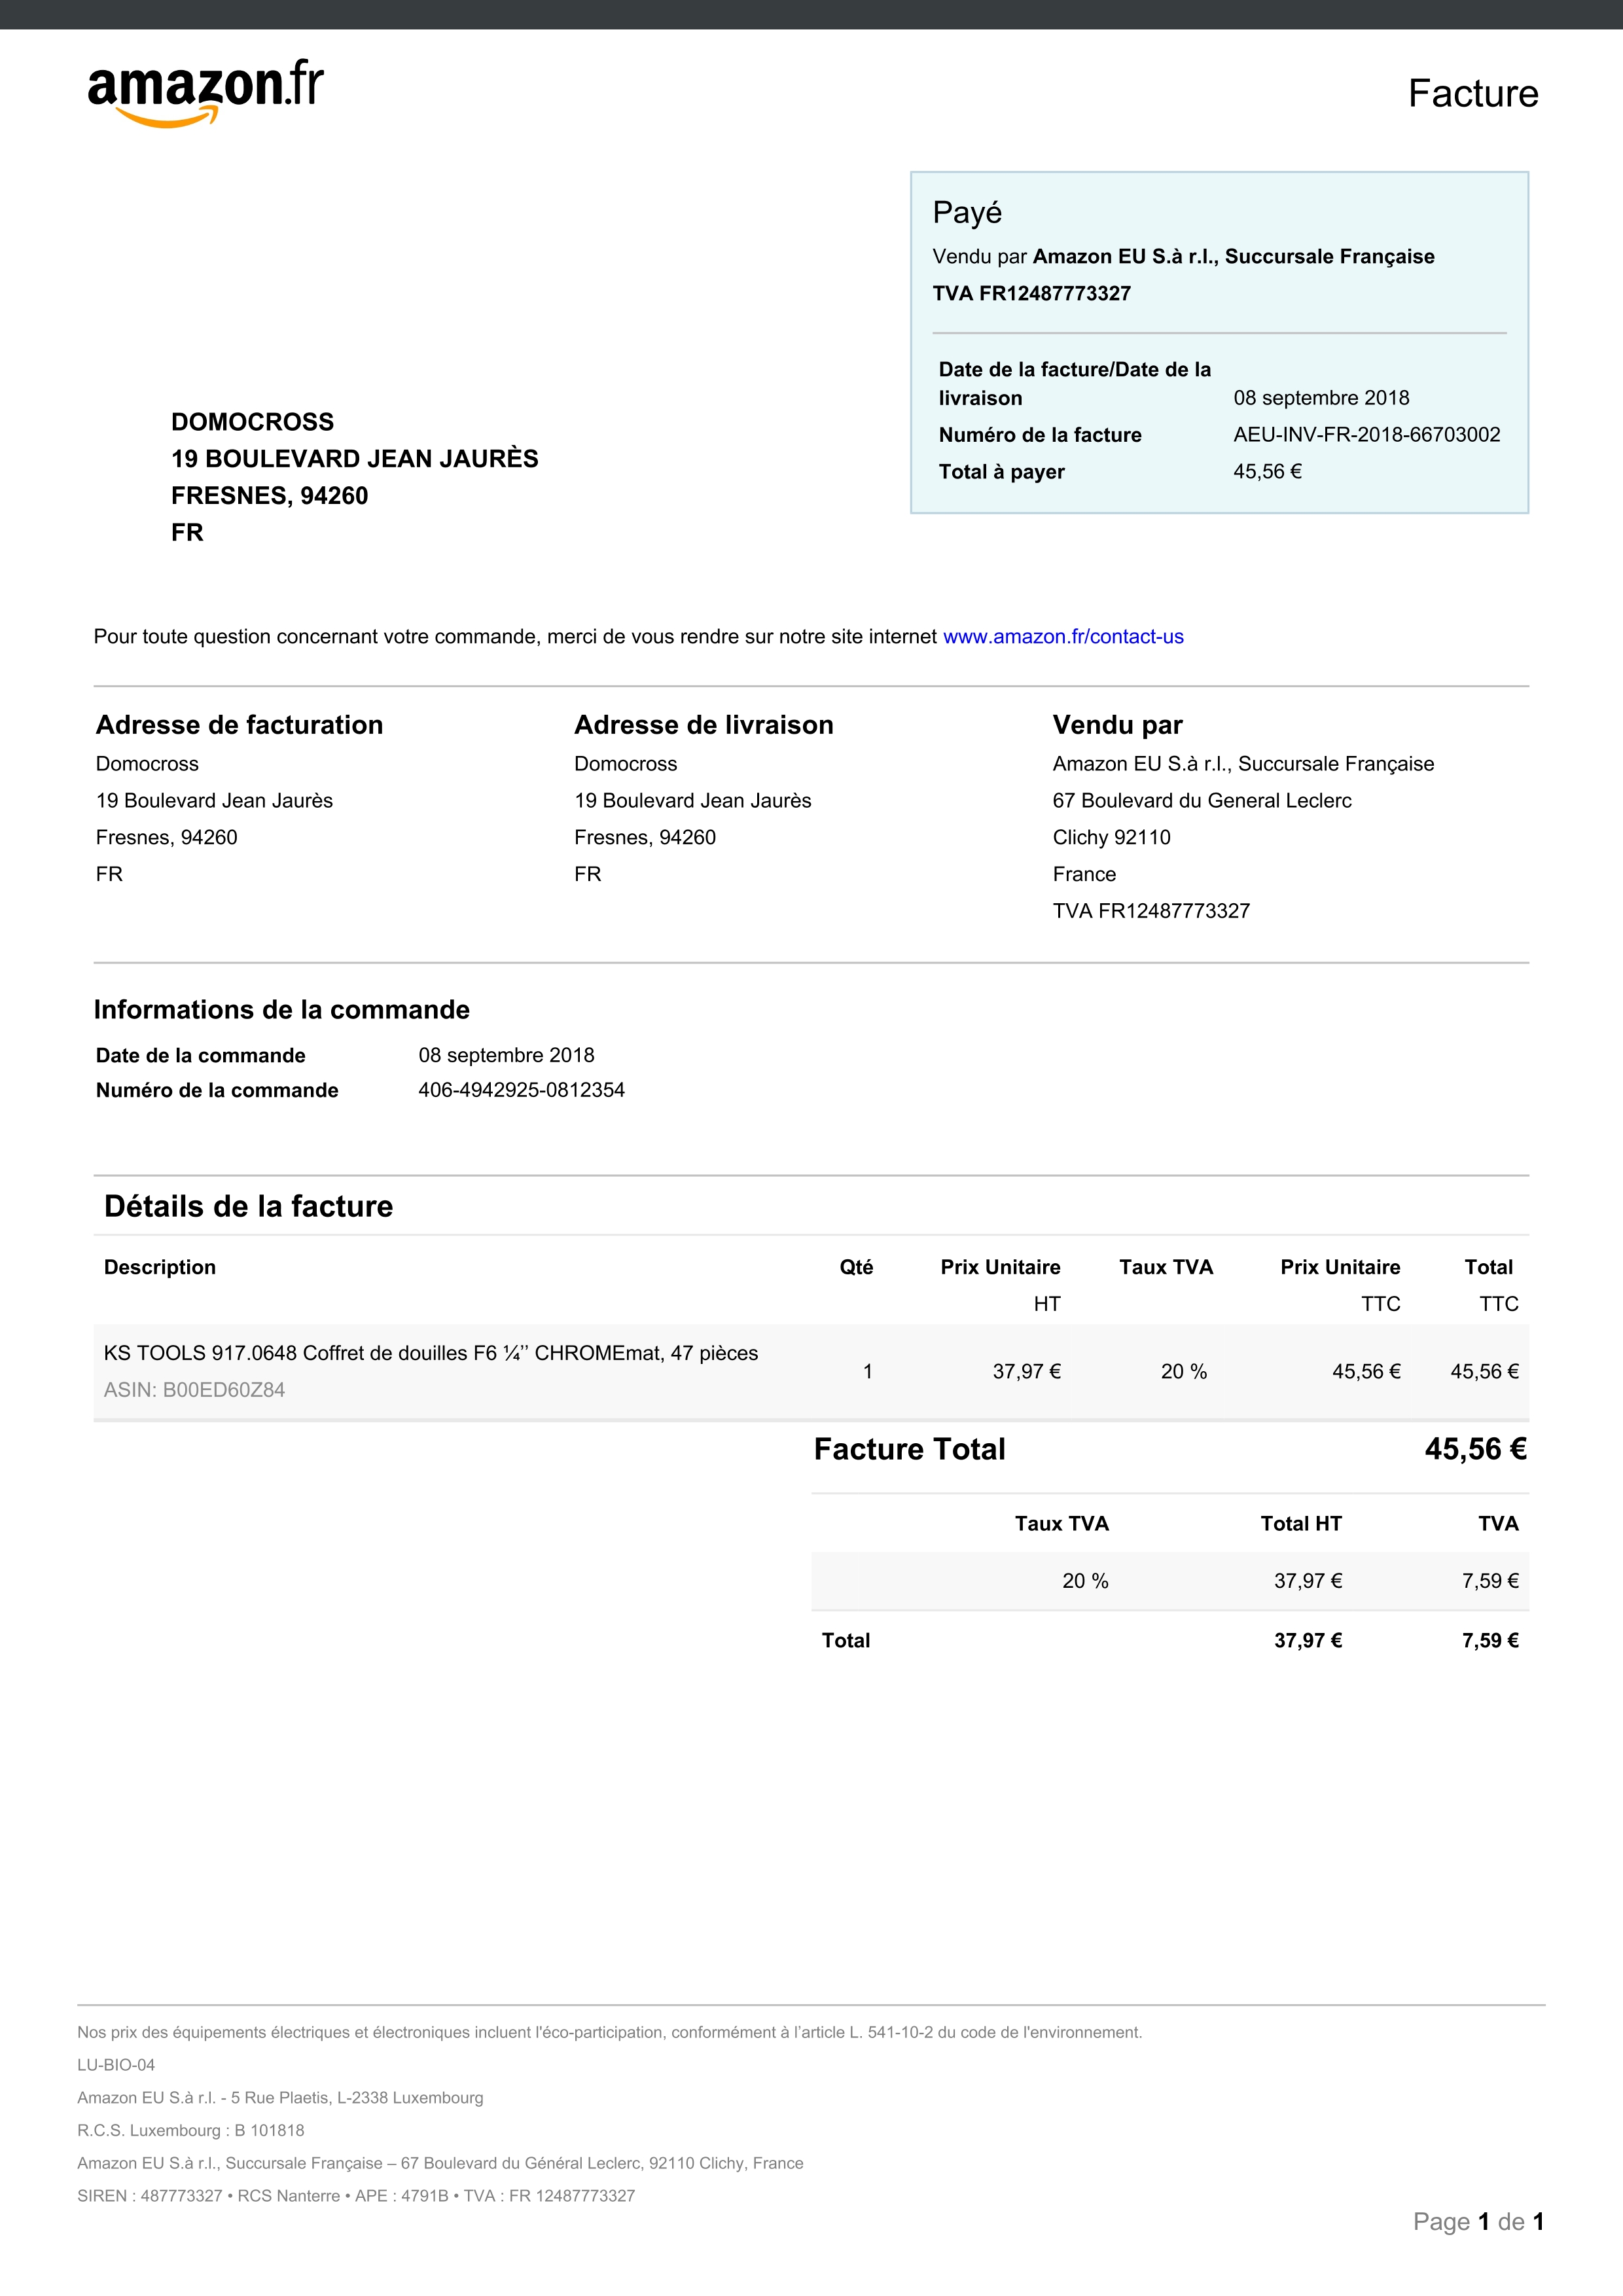 amazon.fr
Facture
Payé
Vendu par Amazon EU S.à r.l., Succursale Française
TVA FR12487773327
Date de la facture/Date de la
livraison 08 septembre 2018
Numéro de la facture AEU-INV-FR-2018-66703002
Total à payer 45,56 €
DOMOCROSS
19 BOULEVARD JEAN JAURÈS
FRESNES, 94260
FR
Pour toute question concernant votre commande, merci de vous rendre sur notre site internet www.amazon.fr/contact-us
Adresse de facturation
Domocross
19 Boulevard Jean Jaurès
Fresnes, 94260
FR
Adresse de livraison
Domocross
19 Boulevard Jean Jaurès
Fresnes, 94260
FR
Vendu par
Amazon EU S.à r.l., Succursale Française
67 Boulevard du General Leclerc
Clichy 92110
France
TVA FR12487773327
Informations de la commande
Date de la commande 08 septembre 2018
Numéro de la commande 406-4942925-0812354
Détails de la facture
Description Qté Prix Unitaire Taux TVA Prix Unitaire Total
HT TTC TTC
KS TOOLS 917.0648 Coffret de douilles F6 ¼’’ CHROMEmat, 47 pièces
1 37,97 € 20 % 45,56 € 45,56 €
ASIN: B00ED60Z84
Facture Total 45,56 €
Taux TVA Total HT TVA
20 % 37,97 € 7,59 €
Total 37,97 € 7,59 €
Nos prix des équipements électriques et électroniques incluent l'éco-participation, conformément à l’article L. 541-10-2 du code de l'environnement.
LU-BIO-04
Amazon EU S.à r.l. - 5 Rue Plaetis, L-2338 Luxembourg
R.C.S. Luxembourg : B 101818
Amazon EU S.à r.l., Succursale Française – 67 Boulevard du Général Leclerc, 92110 Clichy, France
SIREN : 487773327 • RCS Nanterre • APE : 4791B • TVA : FR 12487773327
Page 1 de 1